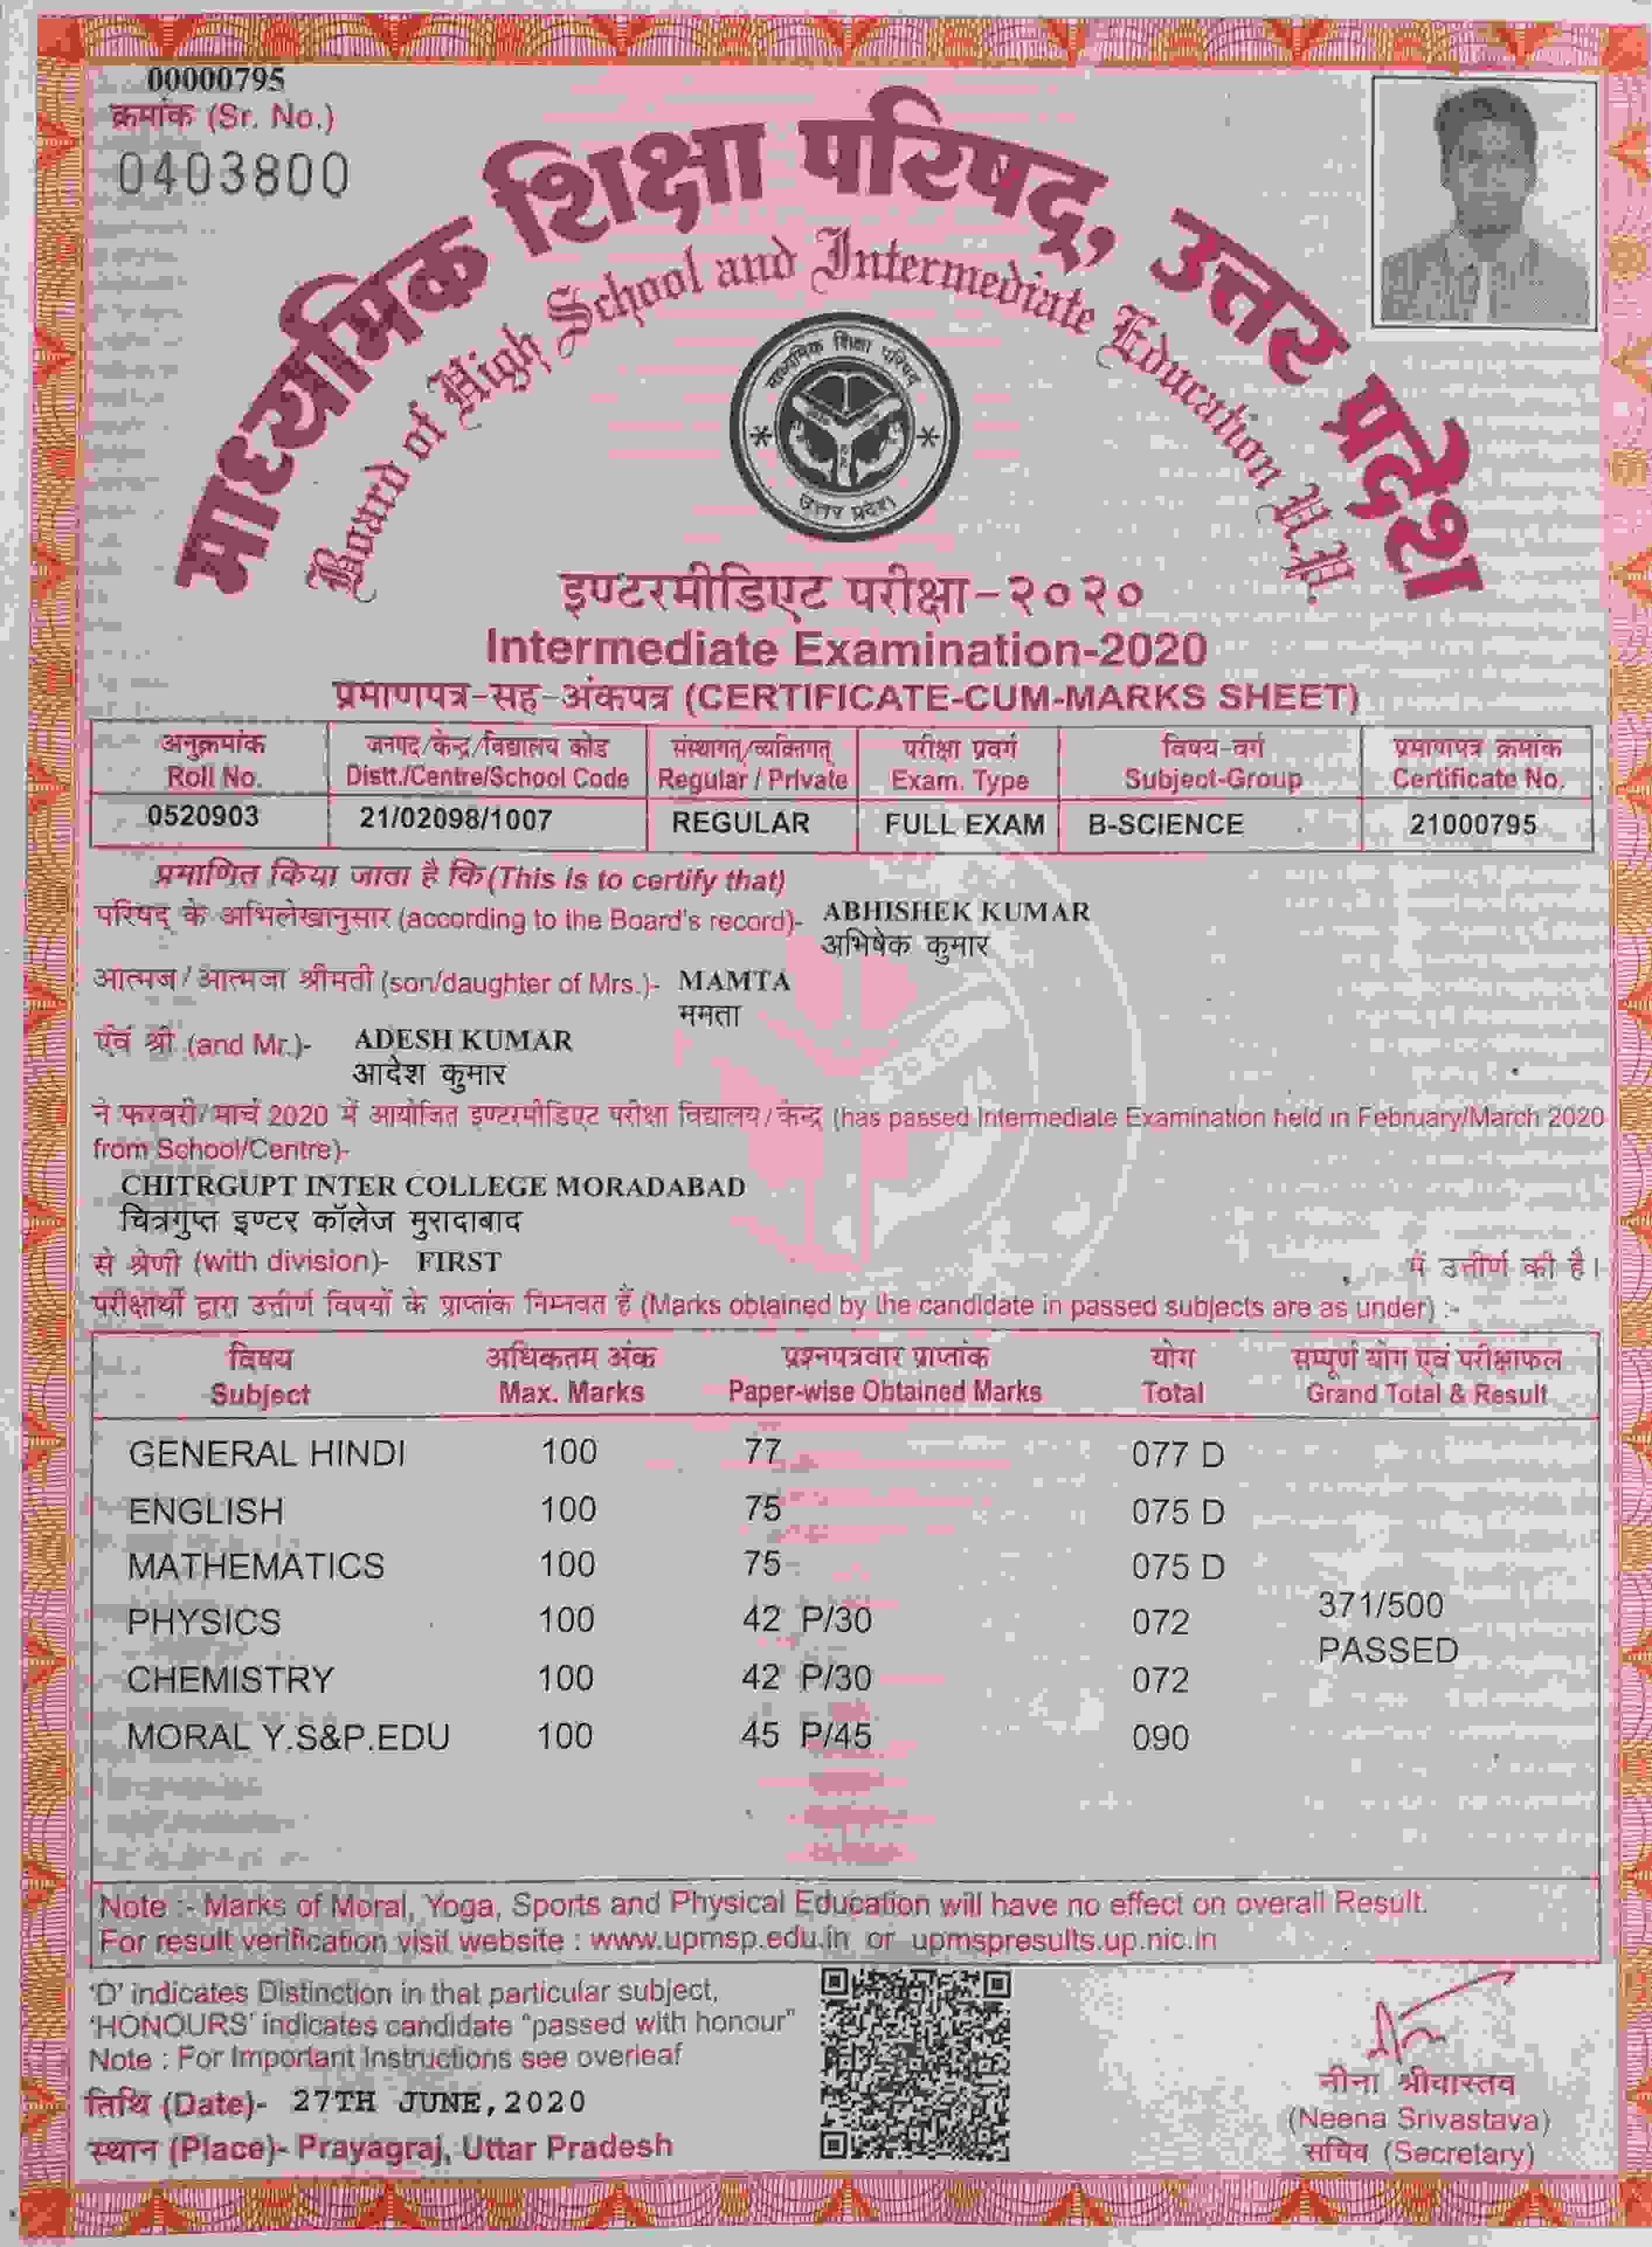 00000795
क्रमांक (Sr. No.)
0403800
माध्यमिक शिक्षा परिषद्, उत्तर प्रदेश
Board of High School and Intermediate Education U.P.
माध्यमिक शिक्षा परिषद्
उत्तर प्रदेश
इण्टरमीडिएट परीक्षा-२०२०
Intermediate Examination-2020
प्रमाणपत्र-सह-अंकपत्र (CERTIFICATE-CUM-MARKS SHEET)
अनुक्रमांक जनपद/केन्द्र/विद्यालय कोड संस्थागत/व्यक्तिगत परीक्षा प्रवर्ग विषय-वर्ग प्रमाणपत्र क्रमांक
Roll No. Distt./Centre/School Code Regular / Private Exam. Type Subject-Group Certificate No.
0520903 21/02098/1007 REGULAR FULL EXAM B-SCIENCE 21000795
प्रमाणित किया जाता है कि (This is to certify that)
परिषद् के अभिलेखानुसार (according to the Board's record)- ABHISHEK KUMAR
अभिषेक कुमार
आत्मज / आत्मजा श्रीमती (son/daughter of Mrs.)- MAMTA
ममता
एवं श्री (and Mr.)- ADESH KUMAR
आदेश कुमार
ने फरवरी/मार्च 2020 में आयोजित इण्टरमीडिएट परीक्षा विद्यालय/केन्द्र (has passed Intermediate Examination held in February/March 2020
from School/Centre)-
CHITRGUPT INTER COLLEGE MORADABAD
चित्रगुप्त इण्टर कॉलेज मुरादाबाद
से श्रेणी (with division)- FIRST में उत्तीर्ण की है।
परीक्षार्थी द्वारा उत्तीर्ण विषयों के प्राप्तांक निम्नवत हैं (Marks obtained by the candidate in passed subjects are as under) :-
विषय अधिकतम अंक प्रश्नपत्रवार प्राप्तांक योग सम्पूर्ण योग एवं परीक्षाफल
Subject Max. Marks Paper-wise Obtained Marks Total Grand Total & Result
GENERAL HINDI 100 77 077 D
ENGLISH 100 75 075 D
MATHEMATICS 100 75 075 D
371/500
PHYSICS 100 42 P/30 072
PASSED
CHEMISTRY 100 42 P/30 072
MORAL Y.S&P.EDU 100 45 P/45 090
Note :- Marks of Moral, Yoga, Sports and Physical Education will have no effect on overall Result.
For result verification visit website : www.upmsp.edu.in or upmspresults.up.nic.in
'D' indicates Distinction in that particular subject,
'HONOURS' indicates candidate "passed with honour"
Note : For Important Instructions see overleaf
तिथि (Date)- 27TH JUNE, 2020
स्थान (Place)- Prayagraj, Uttar Pradesh
नीना श्रीवास्तव
(Neena Srivastava)
सचिव (Secretary)